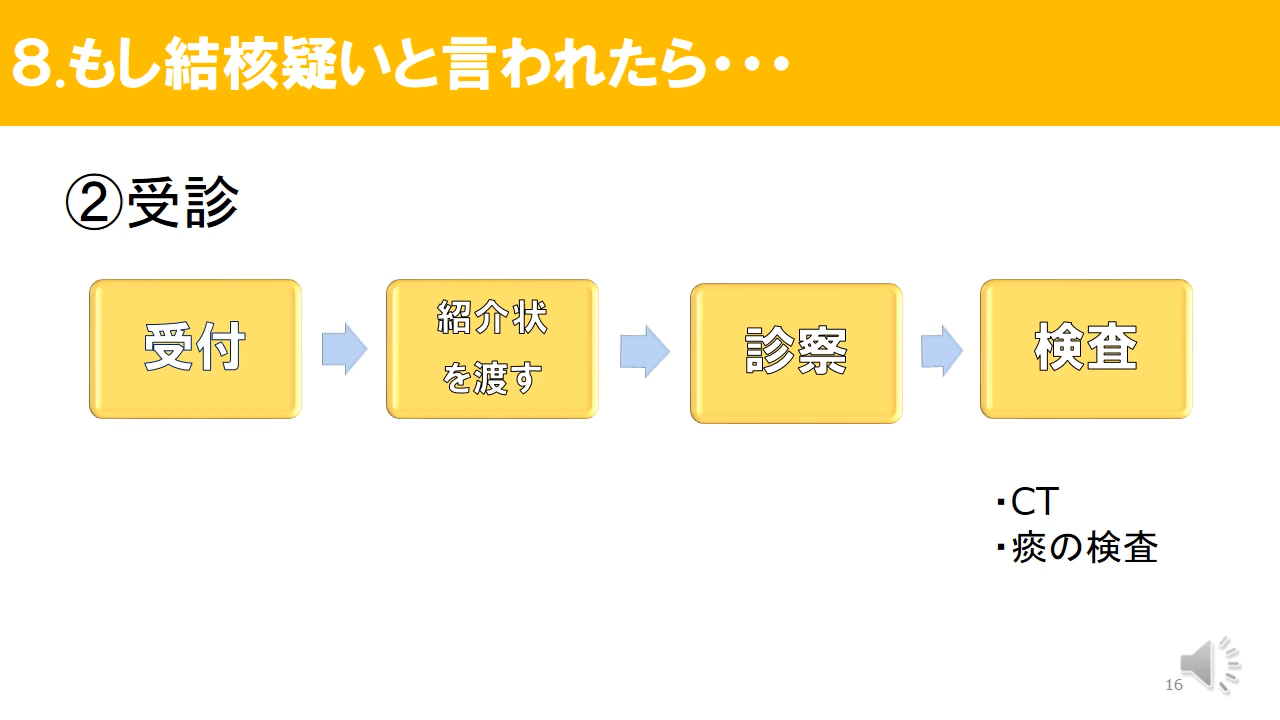 8.もし結核疑いと言われたら・・・
②受診
受付
紹介状
を渡す
診察
検査
・CT
・痰の検査
16